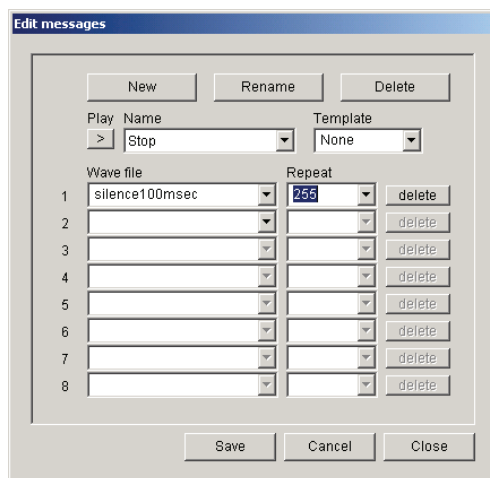 Edit messages
New Rename Delete
Play Name Template
> Stop None
Wave file Repeat
1 silence100msec 255 delete
2 delete
3 delete
4 delete
5 delete
6 delete
7 delete
8 delete
Save Cancel Close